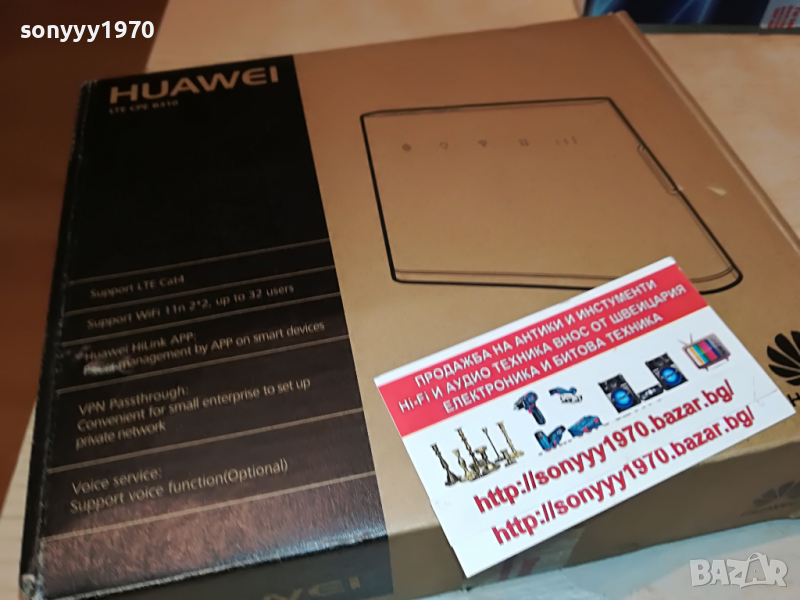 sonyyy1970
HUAWEI
LTE CPE B310
Support LTE Cat4
Support WiFi 11n 2*2, up to 32 users
Huawei HiLink APP:
management by APP on smart devices
VPN Passthrough:
Convenient for small enterprise to set up
private network
Voice service:
Support voice function(Optional)
ПРОДАЖБА НА АНТИКИ И ИНСТУМЕНТИ
HI-FI И АУДИО ТЕХНИКА ВНОС ОТ ШВЕЙЦАРИЯ
ЕЛЕКТРОНИКА И БИТОВА ТЕХНИКА
http://sonyyy1970.bazar.bg/
http://sonyyy1970.bazar.bg/
BAZAR